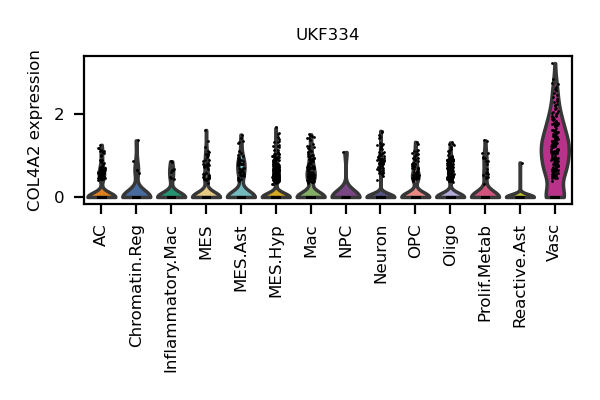 UKF334
COL4A2 expression
2
0
AC
Chromatin.Reg
Inflammatory.Mac
MES
MES.Ast
MES.Hyp
Mac
NPC
Neuron
OPC
Oligo
Prolif.Metab
Reactive.Ast
Vasc